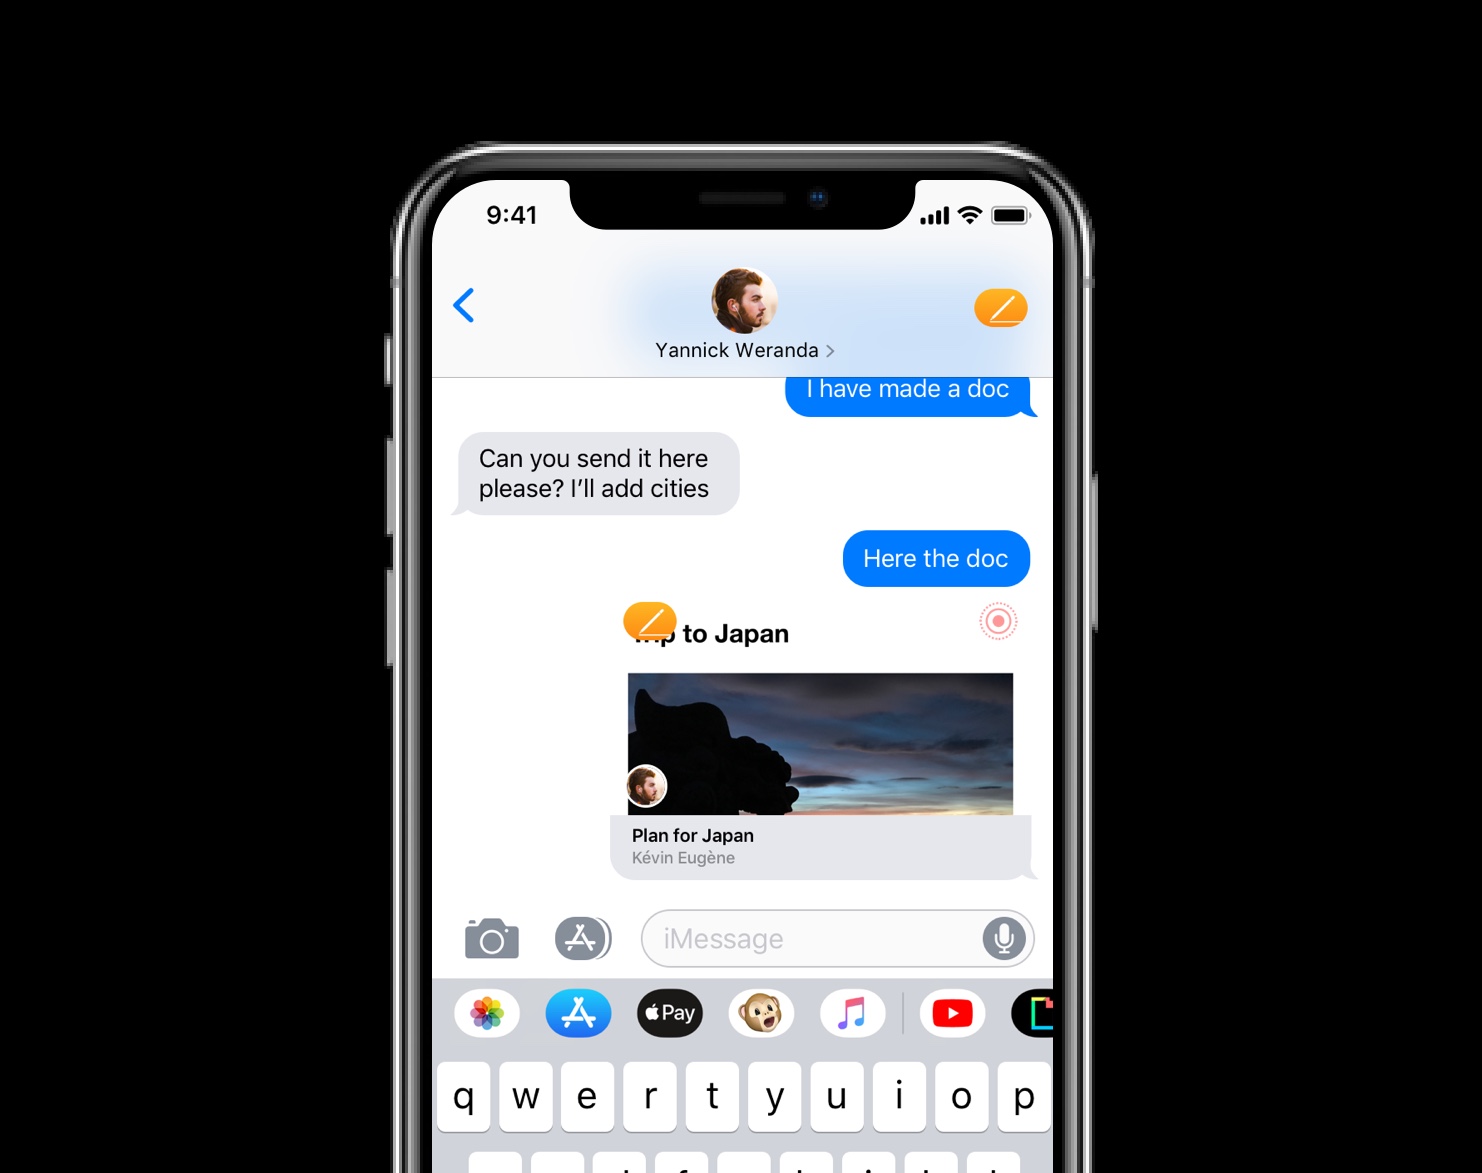 9:41
Yannick Weranda
I have made a doc
Can you send it here
please? I’ll add cities
Here the doc
to Japan
Plan for Japan
Kévin Eugène
iMessage
Pay
q w e r t y u i o p